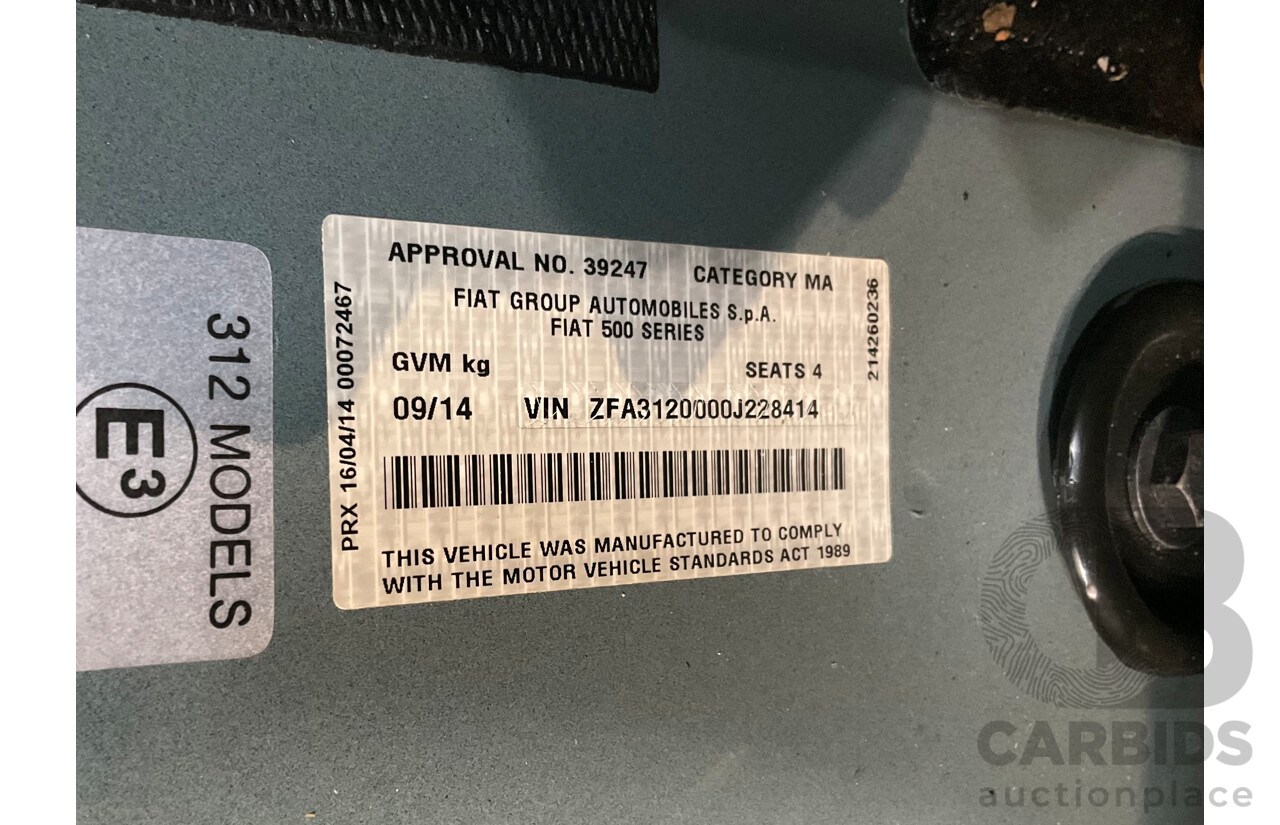 312 MODELS
E3
APPROVAL NO. 39247 CATEGORY MA
FIAT GROUP AUTOMOBILES S.p.A.
FIAT 500 SERIES
GVM kg SEATS 4
09/14 VIN ZFA3120000J228414
THIS VEHICLE WAS MANUFACTURED TO COMPLY
WITH THE MOTOR VEHICLE STANDARDS ACT 1989
PRX 16/04/14 00072467
214260236
CB
CARBIDS
auctionplace